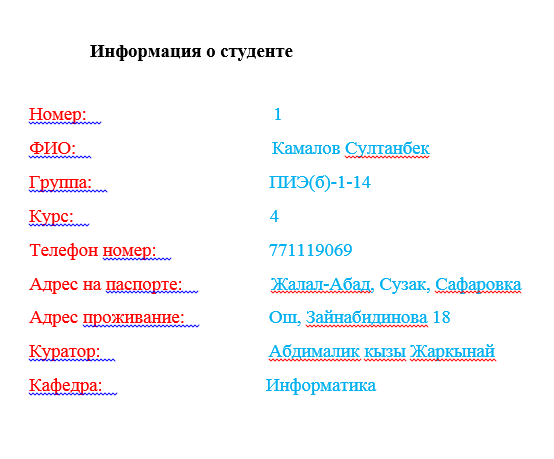 Информация о студенте
Номер: 1
ФИО: Камалов Султанбек
Группа: ПИЭ(б)-1-14
Курс: 4
Телефон номер: 771119069
Адрес на паспорте: Жалал-Абад, Сузак, Сафаровка
Адрес проживание: Ош, Зайнабидинова 18
Куратор: Абдималик кызы Жаркынай
Кафедра: Информатика